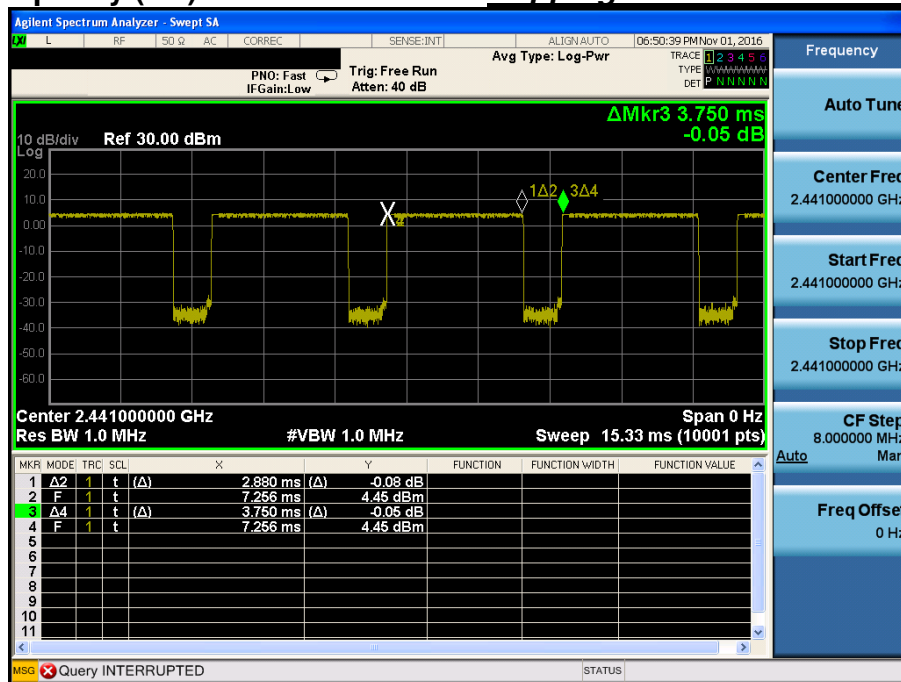 Agilent Spectrum Analyzer - Swept SA
LXI L RF 50 Ω AC CORREC SENSE:INT ALIGN AUTO 06:50:39 PM Nov 01, 2016
Avg Type: Log-Pwr TRACE 1 2 3 4 5 6
PNO: Fast Trig: Free Run TYPE
IFGain:Low Atten: 40 dB DET P N N N N N
ΔMkr3 3.750 ms
-0.05 dB
10 dB/div Ref 30.00 dBm
Log
20.0
10.0
0.00
-10.0
-20.0
-30.0
-40.0
-50.0
-60.0
1Δ2 3Δ4
X
Center 2.441000000 GHz Span 0 Hz
Res BW 1.0 MHz #VBW 1.0 MHz Sweep 15.33 ms (10001 pts)
MKR MODE TRC SCL X Y FUNCTION FUNCTION WIDTH FUNCTION VALUE
1 Δ2 1 t (Δ) 2.880 ms (Δ) -0.08 dB
2 F 1 t 7.256 ms 4.45 dBm
3 Δ4 1 t (Δ) 3.750 ms (Δ) -0.05 dB
4 F 1 t 7.256 ms 4.45 dBm
5
6
7
8
9
10
11
MSG Query INTERRUPTED STATUS
Frequency
Auto Tune
Center Freq
2.441000000 GHz
Start Freq
2.441000000 GHz
Stop Freq
2.441000000 GHz
CF Step
8.000000 MHz
Auto Man
Freq Offset
0 Hz